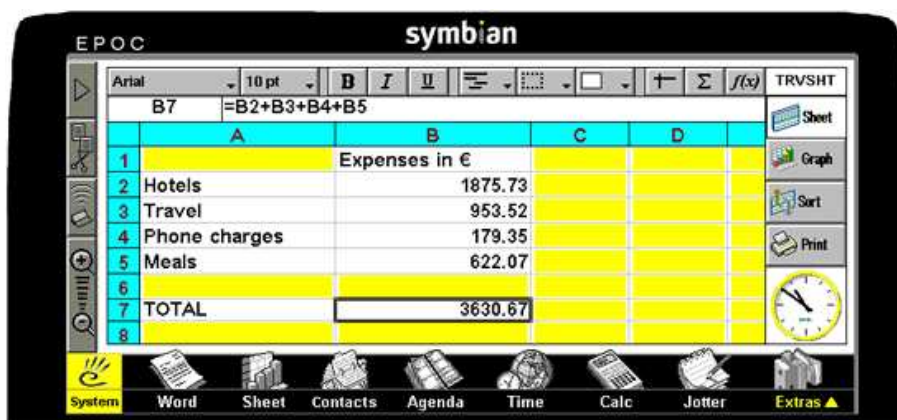 EPOC symbian
Arial 10 pt B I U Σ f(x) TRVSHT
B7 =B2+B3+B4+B5
Sheet
A B C D
1 Expenses in €
Graph
2 Hotels 1875.73
3 Travel 953.52
Sort
4 Phone charges 179.35
Print
5 Meals 622.07
6
7 TOTAL 3630.67
8
System Word Sheet Contacts Agenda Time Calc Jotter Extras ▲